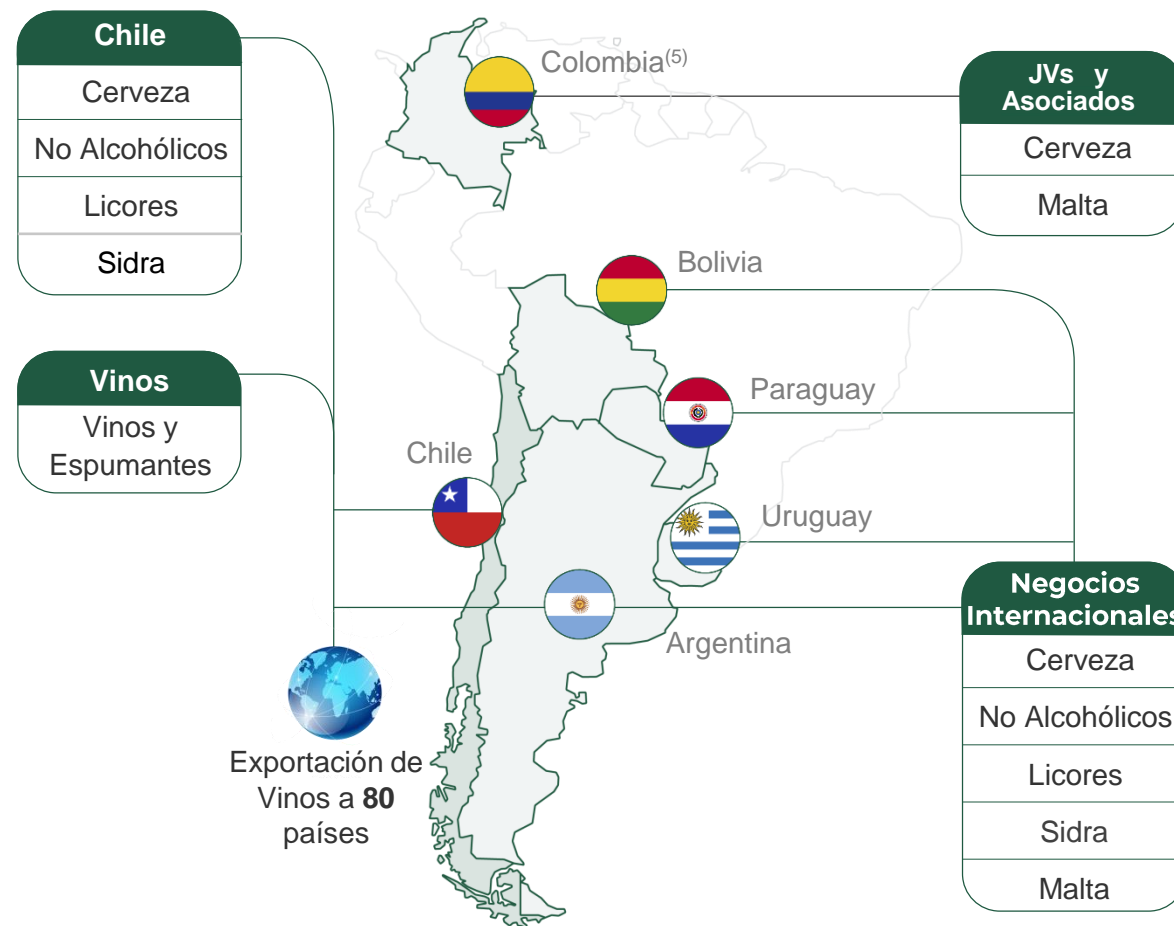 Chile
Cerveza
No Alcohólicos
Licores
Sidra
Vinos
Vinos y
Espumantes
Colombia(5)
JVs y
Asociados
Cerveza
Malta
Bolivia
Paraguay
Chile
Uruguay
Argentina
Exportación de
Vinos a 80
países
Negocios
Internacionales
Cerveza
No Alcohólicos
Licores
Sidra
Malta